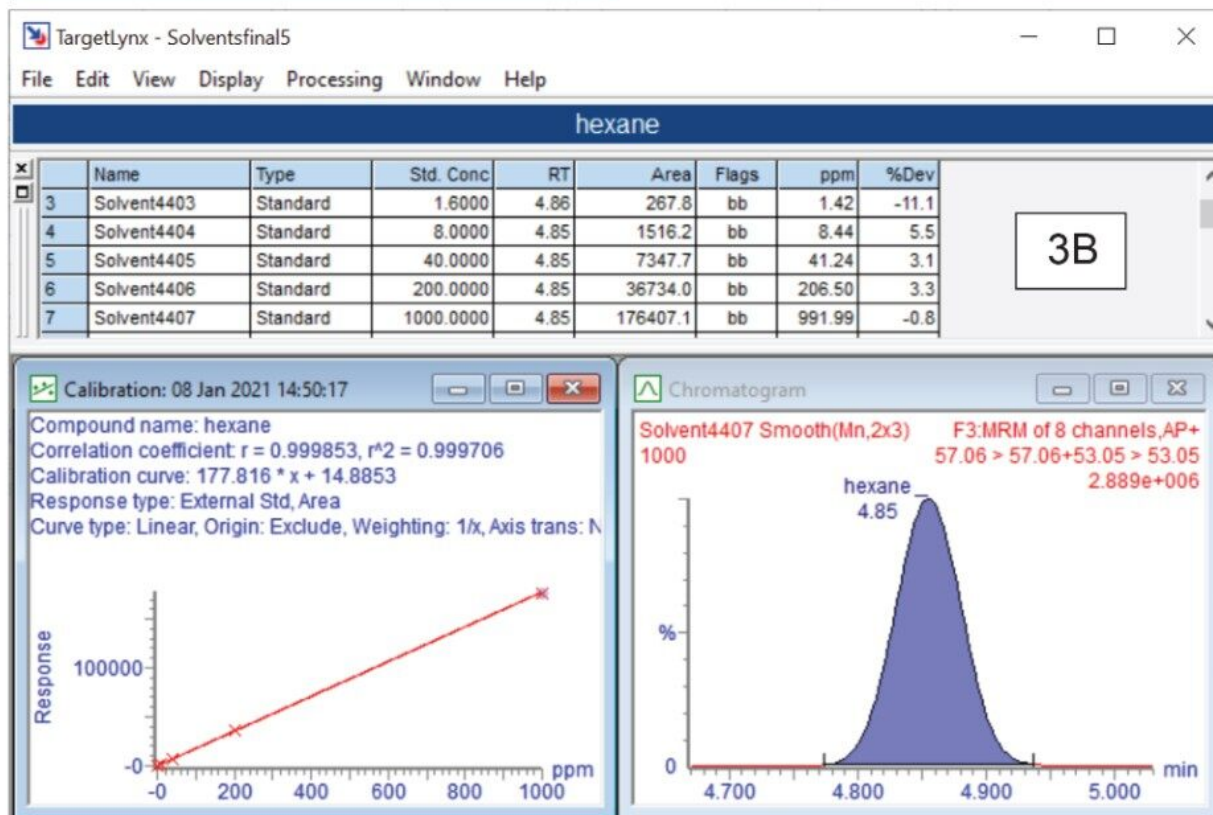 TargetLynx - Solventsfinal5
File Edit View Display Processing Window Help
hexane
Name Type Std. Conc RT Area Flags ppm %Dev
3 Solvent4403 Standard 1.6000 4.86 267.8 bb 1.42 -11.1
4 Solvent4404 Standard 8.0000 4.85 1516.2 bb 8.44 5.5
5 Solvent4405 Standard 40.0000 4.85 7347.7 bb 41.24 3.1
6 Solvent4406 Standard 200.0000 4.85 36734.0 bb 206.50 3.3
7 Solvent4407 Standard 1000.0000 4.85 176407.1 bb 991.99 -0.8
3B
Calibration: 08 Jan 2021 14:50:17
Compound name: hexane
Correlation coefficient: r = 0.999853, r^2 = 0.999706
Calibration curve: 177.816 * x + 14.8853
Response type: External Std, Area
Curve type: Linear, Origin: Exclude, Weighting: 1/x, Axis trans: N
Response
100000
-0
ppm
-0 200 400 600 800 1000
Chromatogram
Solvent4407 Smooth(Mn,2x3) F3:MRM of 8 channels,AP+
1000 57.06 > 57.06+53.05 > 53.05
2.889e+006
hexane
4.85
%
0
min
4.700 4.800 4.900 5.000